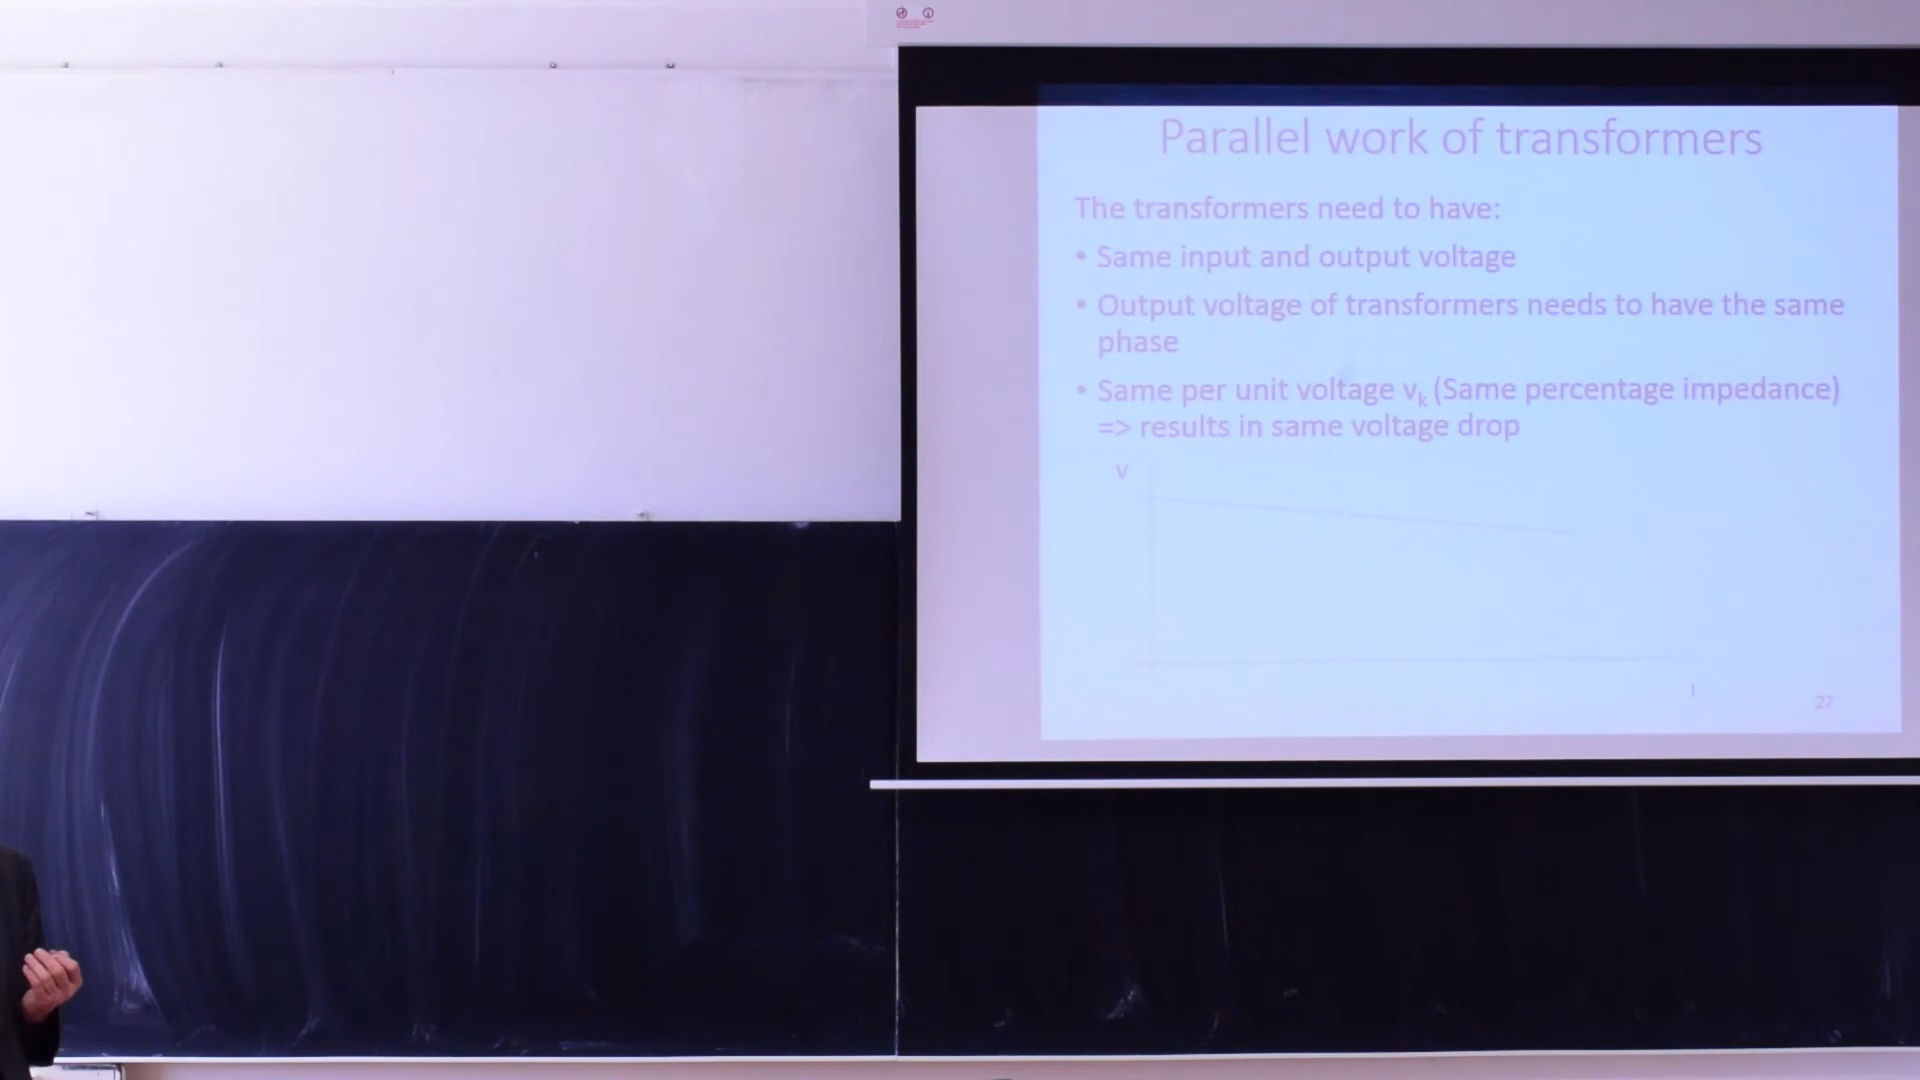 Parallel work of transformers
The transformers need to have:
• Same input and output voltage
• Output voltage of transformers needs to have the same
phase
• Same per unit voltage vk (Same percentage impedance)
=> results in same voltage drop
v
I
27